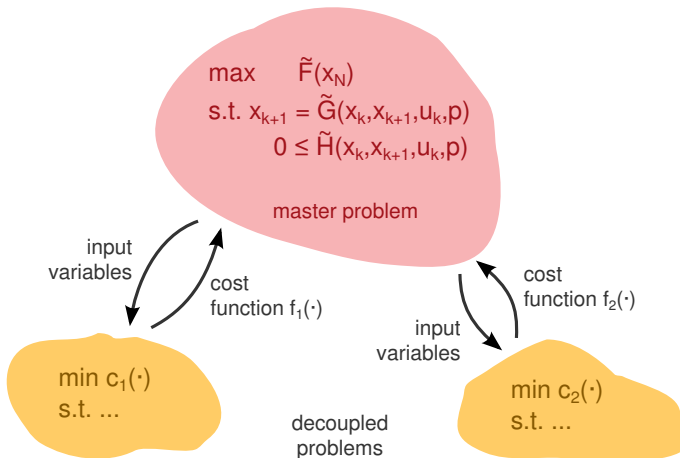 max F̃(x_N)
s.t. x_{k+1} = G̃(x_k,x_{k+1},u_k,p)
0 ≤ H̃(x_k,x_{k+1},u_k,p)
master problem
input
variables
cost
function f₁(·)
cost
function f₂(·)
input
variables
min c₁(·)
s.t. ...
decoupled
problems
min c₂(·)
s.t. ...